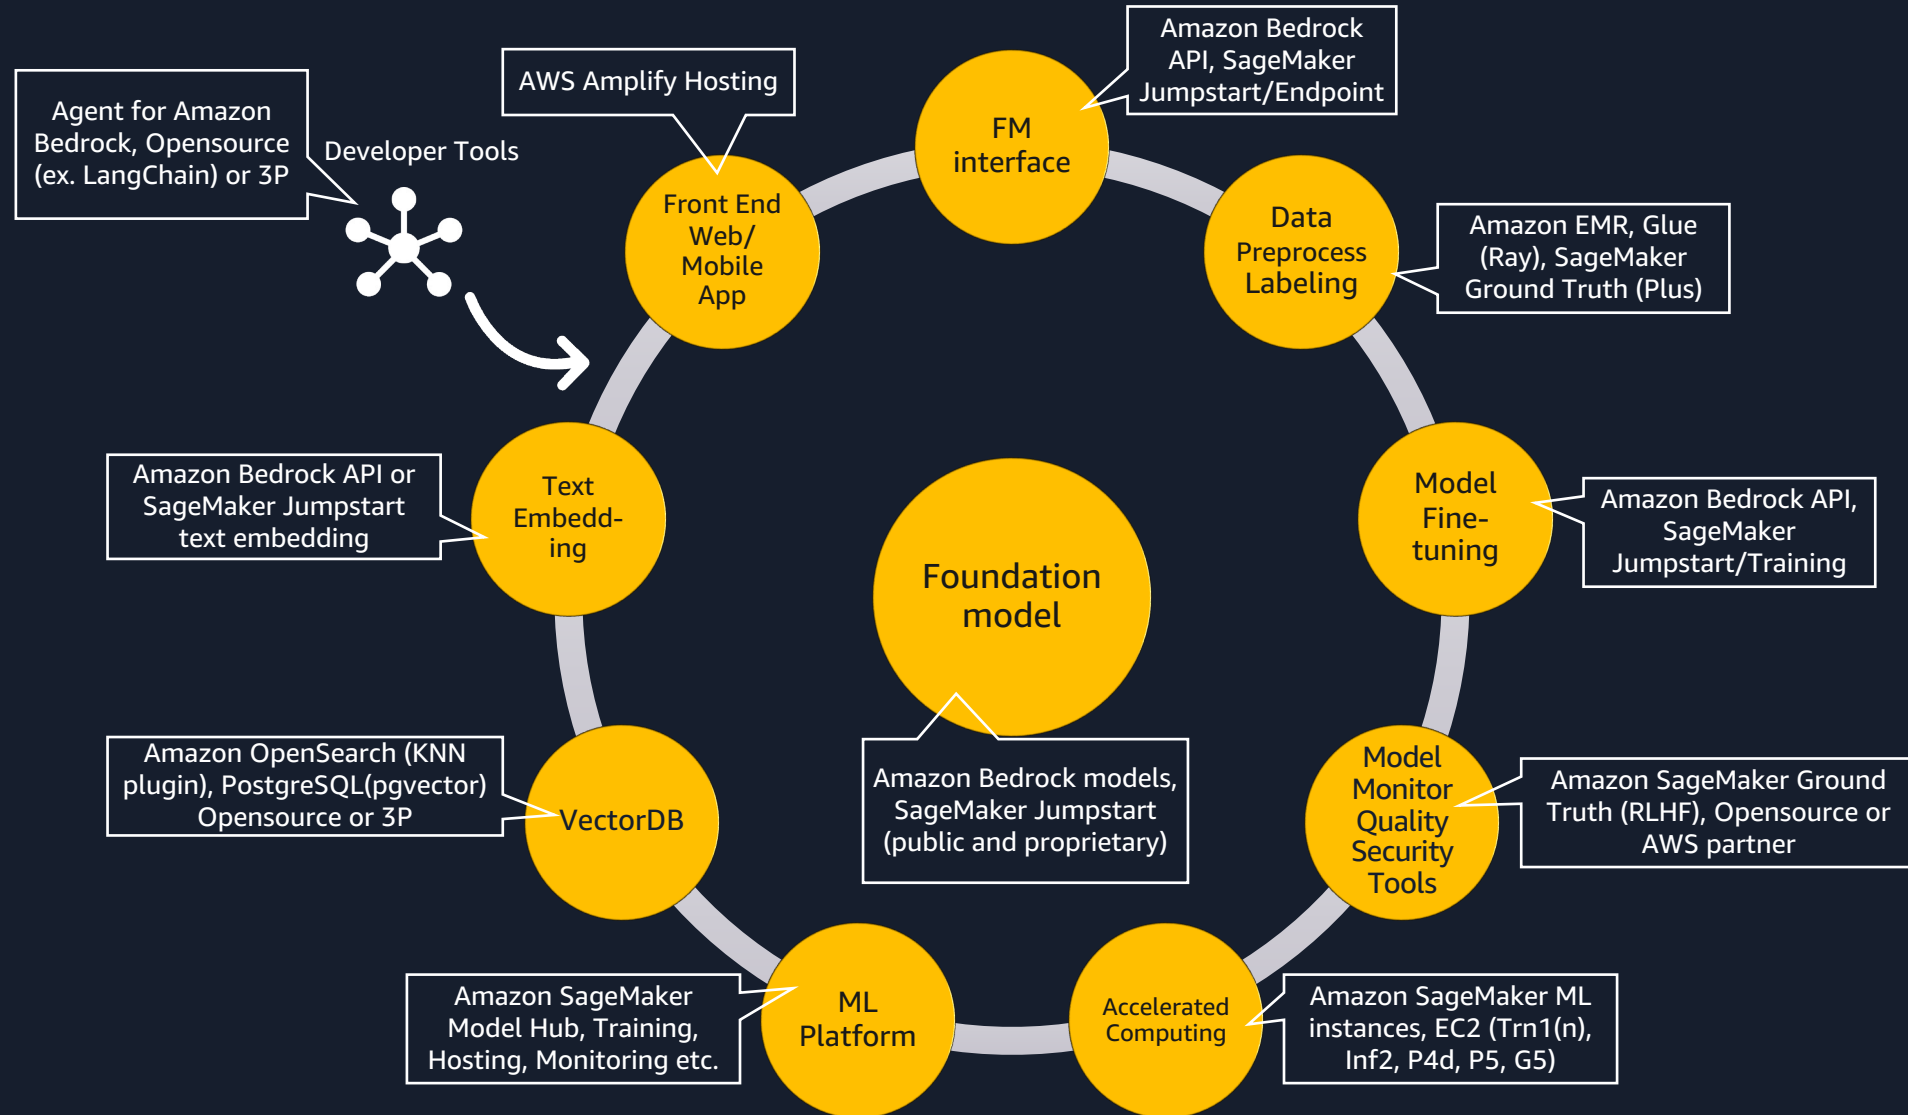 Amazon Bedrock
API, SageMaker
Jumpstart/Endpoint
FM
interface
AWS Amplify Hosting
Agent for Amazon
Bedrock, Opensource
(ex. LangChain) or 3P
Developer Tools
Front End
Web/
Mobile
App
Data
Preprocess
Labeling
Amazon EMR, Glue
(Ray), SageMaker
Ground Truth (Plus)
Amazon Bedrock API or
SageMaker Jumpstart
text embedding
Text
Embedd-
ing
Foundation
model
Model
Fine-
tuning
Amazon Bedrock API,
SageMaker
Jumpstart/Training
Amazon OpenSearch (KNN
plugin), PostgreSQL(pgvector)
Opensource or 3P
VectorDB
Amazon Bedrock models,
SageMaker Jumpstart
(public and proprietary)
Model
Monitor
Quality
Security
Tools
Amazon SageMaker Ground
Truth (RLHF), Opensource or
AWS partner
Amazon SageMaker
Model Hub, Training,
Hosting, Monitoring etc.
ML
Platform
Accelerated
Computing
Amazon SageMaker ML
instances, EC2 (Trn1(n),
Inf2, P4d, P5, G5)